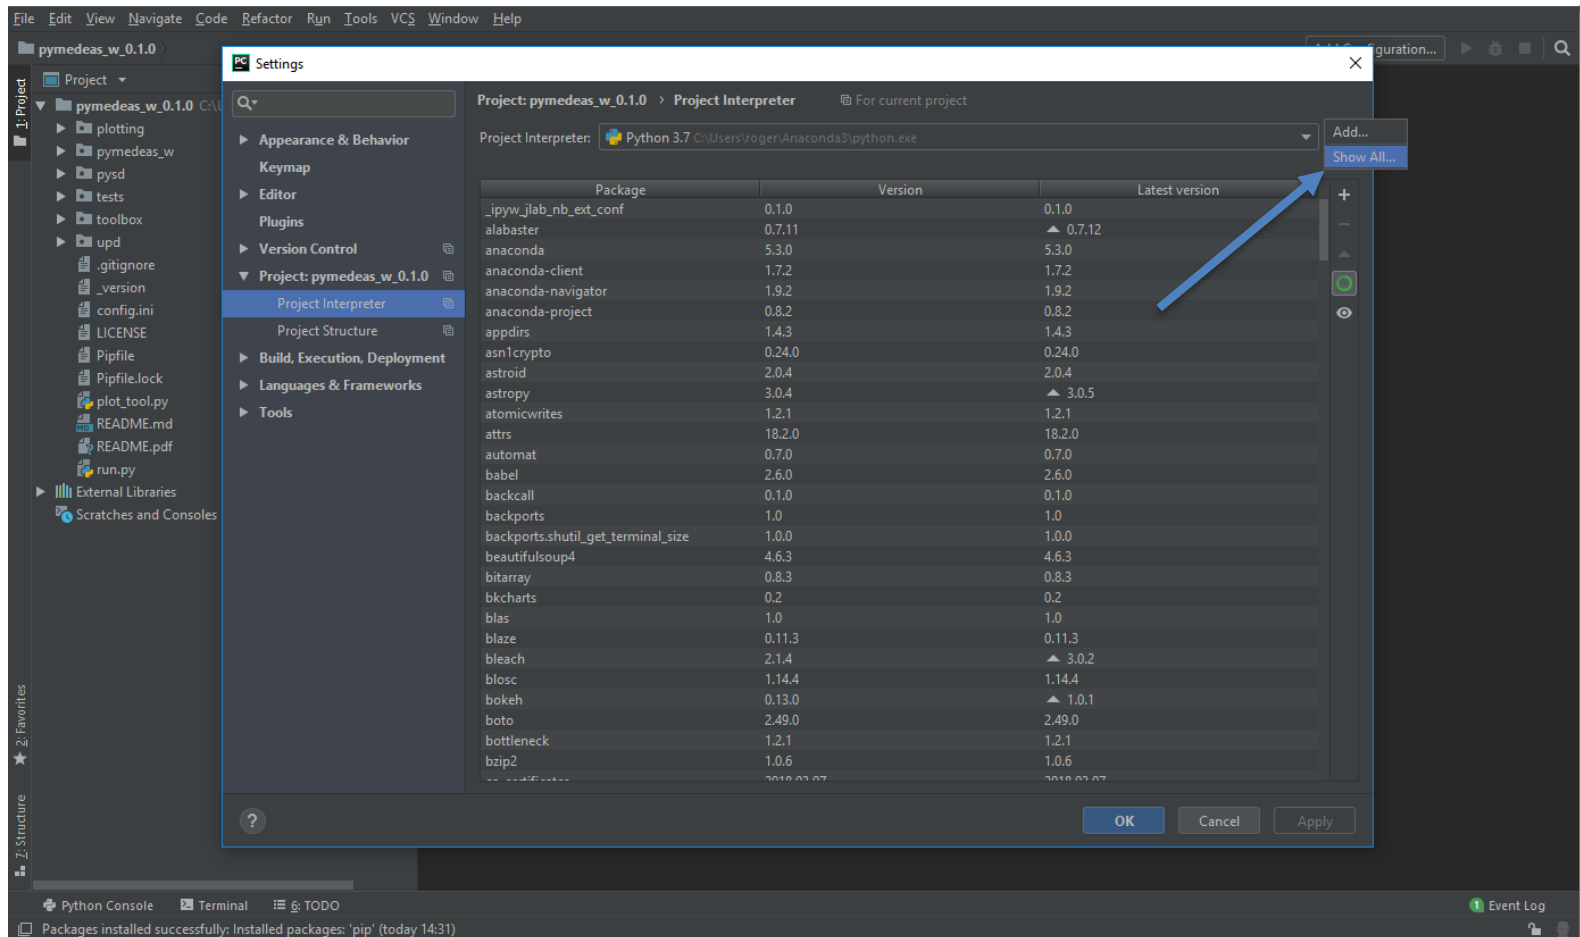 File Edit View Navigate Code Refactor Run Tools VCS Window Help
pymedeas_w_0.1.0
guration...
1: Project
Project
pymedeas_w_0.1.0 C:\
plotting
pymedeas_w
pysd
tests
toolbox
upd
.gitignore
_version
config.ini
LICENSE
Pipfile
Pipfile.lock
plot_tool.py
README.md
README.pdf
run.py
External Libraries
Scratches and Consoles
2: Favorites
7: Structure
PC Settings
Appearance & Behavior
Keymap
Editor
Plugins
Version Control
Project: pymedeas_w_0.1.0
Project Interpreter
Project Structure
Build, Execution, Deployment
Languages & Frameworks
Tools
Project: pymedeas_w_0.1.0 › Project Interpreter For current project
Project Interpreter: Python 3.7 C:\Users\roger\Anaconda3\python.exe
Add...
Show All...
Package Version Latest version
_ipyw_jlab_nb_ext_conf 0.1.0 0.1.0
alabaster 0.7.11 0.7.12
anaconda 5.3.0 5.3.0
anaconda-client 1.7.2 1.7.2
anaconda-navigator 1.9.2 1.9.2
anaconda-project 0.8.2 0.8.2
appdirs 1.4.3 1.4.3
asn1crypto 0.24.0 0.24.0
astroid 2.0.4 2.0.4
astropy 3.0.4 3.0.5
atomicwrites 1.2.1 1.2.1
attrs 18.2.0 18.2.0
automat 0.7.0 0.7.0
babel 2.6.0 2.6.0
backcall 0.1.0 0.1.0
backports 1.0 1.0
backports.shutil_get_terminal_size 1.0.0 1.0.0
beautifulsoup4 4.6.3 4.6.3
bitarray 0.8.3 0.8.3
bkcharts 0.2 0.2
blas 1.0 1.0
blaze 0.11.3 0.11.3
bleach 2.1.4 3.0.2
blosc 1.14.4 1.14.4
bokeh 0.13.0 1.0.1
boto 2.49.0 2.49.0
bottleneck 1.2.1 1.2.1
bzip2 1.0.6 1.0.6
? OK Cancel Apply
Python Console Terminal 6: TODO 1 Event Log
Packages installed successfully: Installed packages: 'pip' (today 14:31)